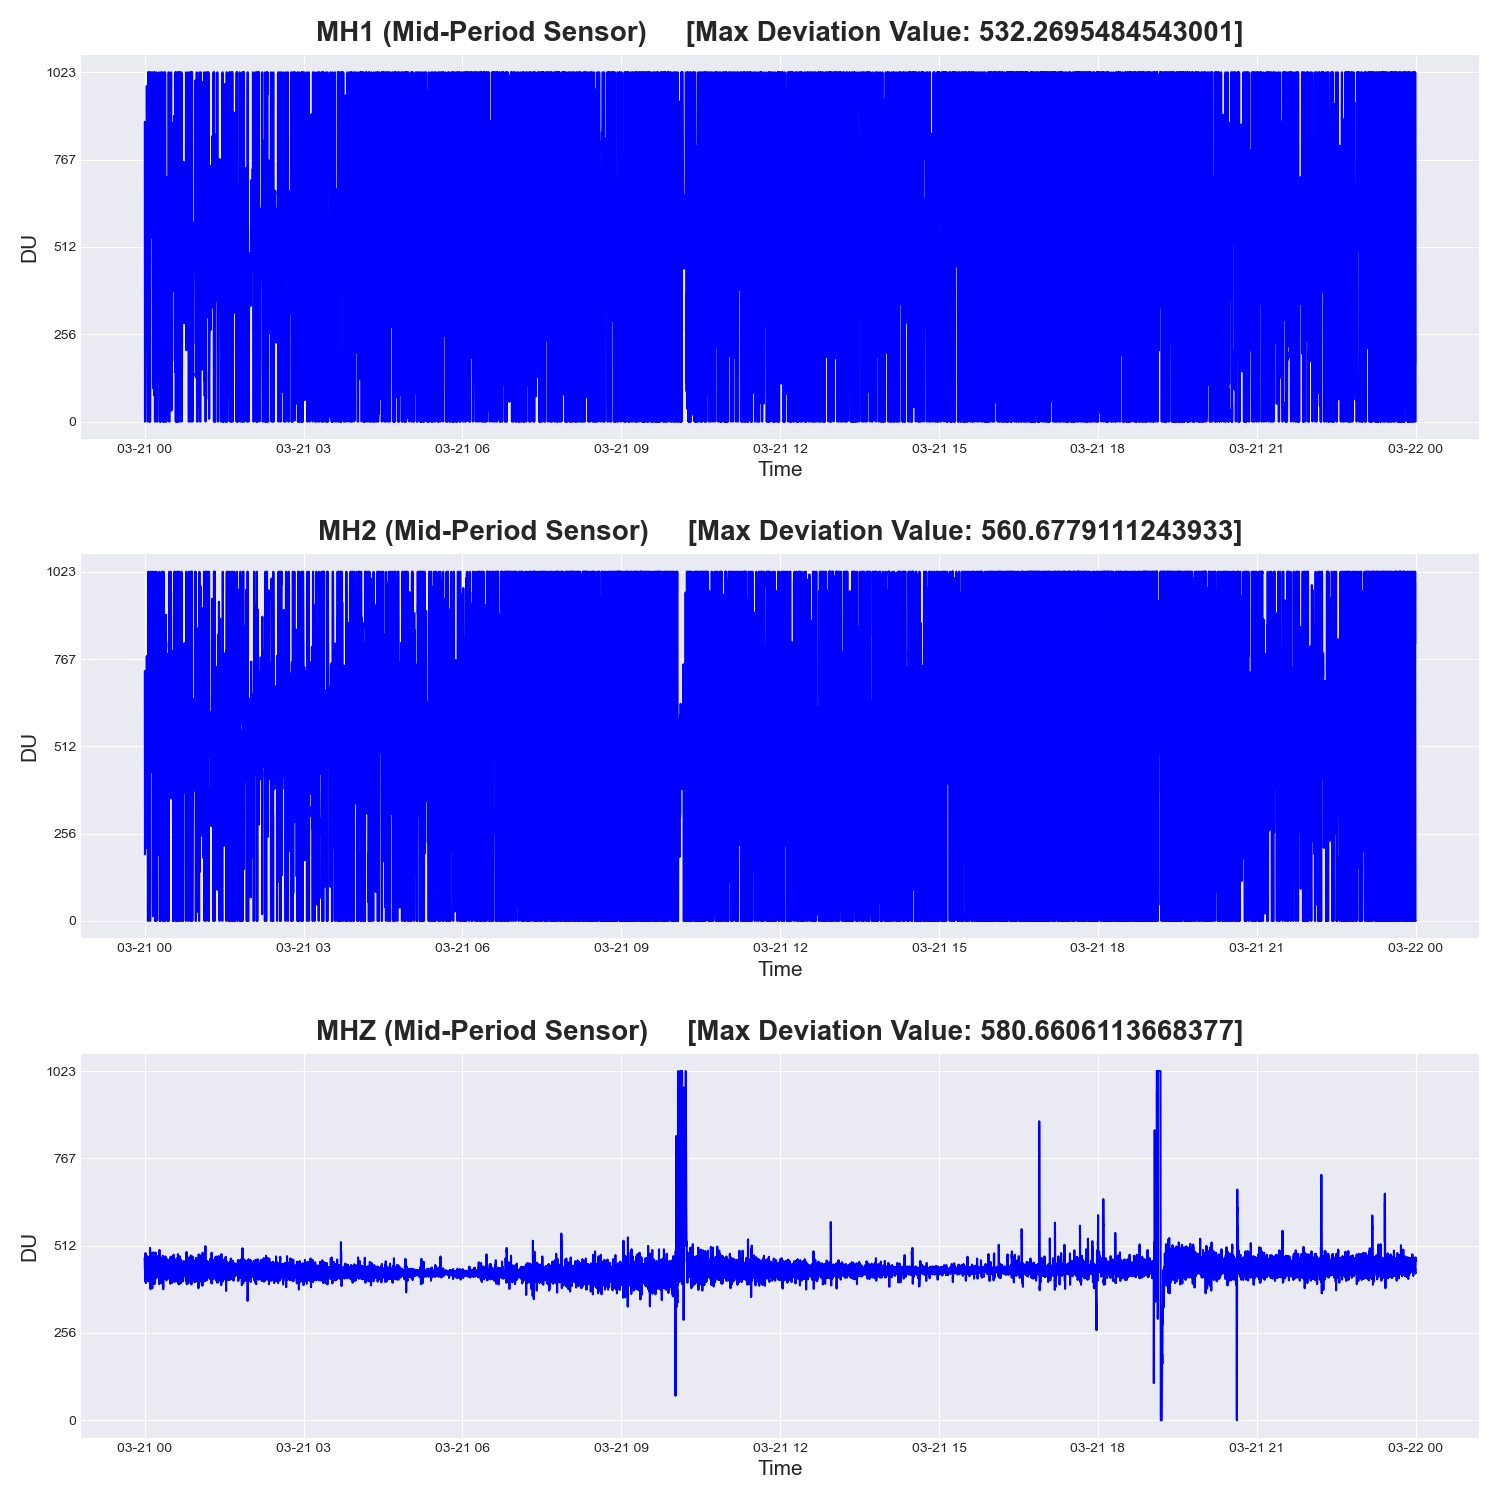 MH1 (Mid-Period Sensor) [Max Deviation Value: 532.2695484543001]
1023
767
512
256
0
DU
03-21 00 03-21 03 03-21 06 03-21 09 03-21 12 03-21 15 03-21 18 03-21 21 03-22 00
Time
MH2 (Mid-Period Sensor) [Max Deviation Value: 560.6779111243933]
1023
767
512
256
0
DU
03-21 00 03-21 03 03-21 06 03-21 09 03-21 12 03-21 15 03-21 18 03-21 21 03-22 00
Time
MHZ (Mid-Period Sensor) [Max Deviation Value: 580.6606113668377]
1023
767
512
256
0
DU
03-21 00 03-21 03 03-21 06 03-21 09 03-21 12 03-21 15 03-21 18 03-21 21 03-22 00
Time